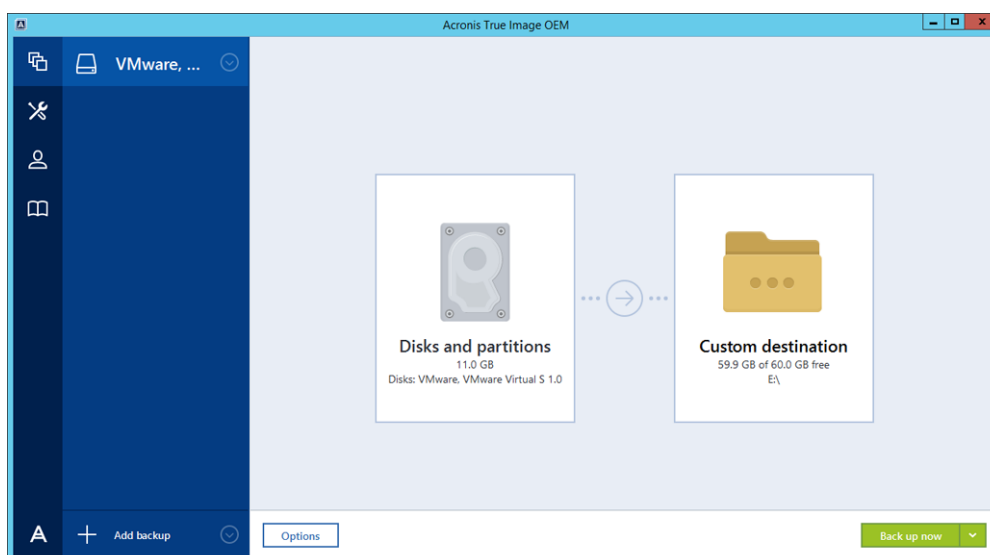 Acronis True Image OEM
VMware, ...
Disks and partitions
11.0 GB
Disks: VMware, VMware Virtual S 1.0
Custom destination
59.9 GB of 60.0 GB free
E:\
Add backup
Options
Back up now